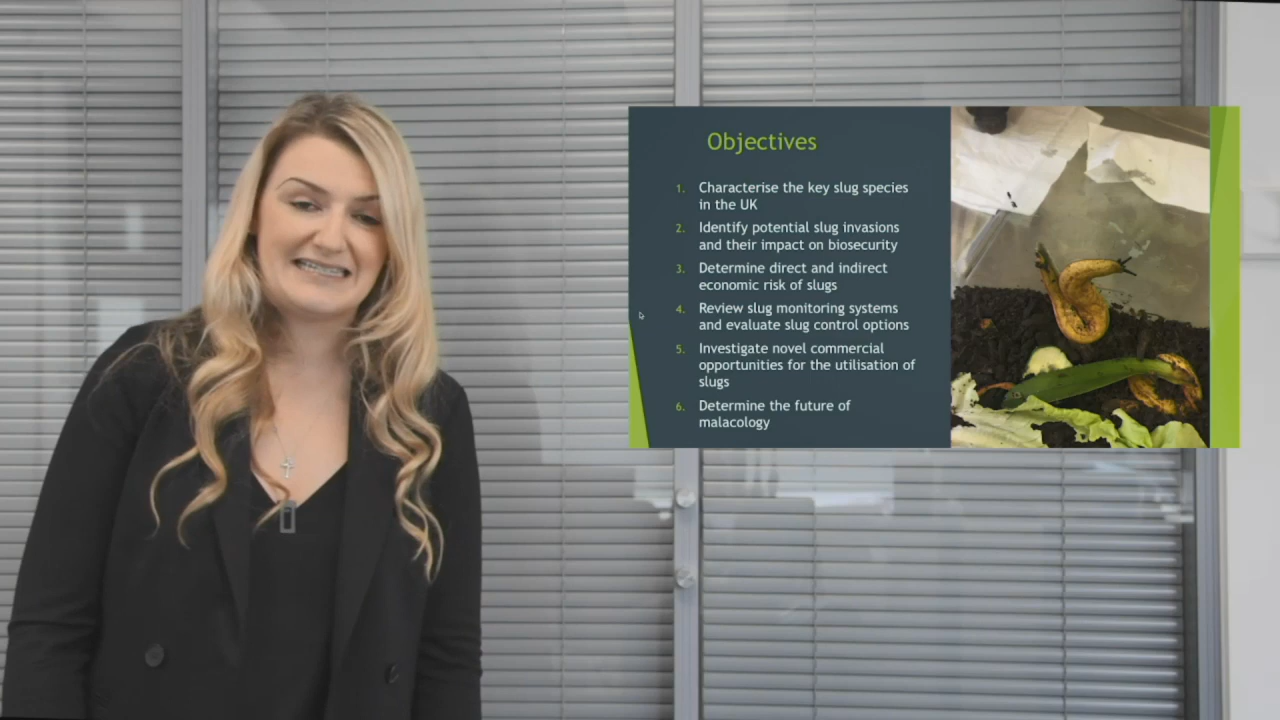 Objectives
1. Characterise the key slug species
in the UK
2. Identify potential slug invasions
and their impact on biosecurity
3. Determine direct and indirect
economic risk of slugs
4. Review slug monitoring systems
and evaluate slug control options
5. Investigate novel commercial
opportunities for the utilisation of
slugs
6. Determine the future of
malacology